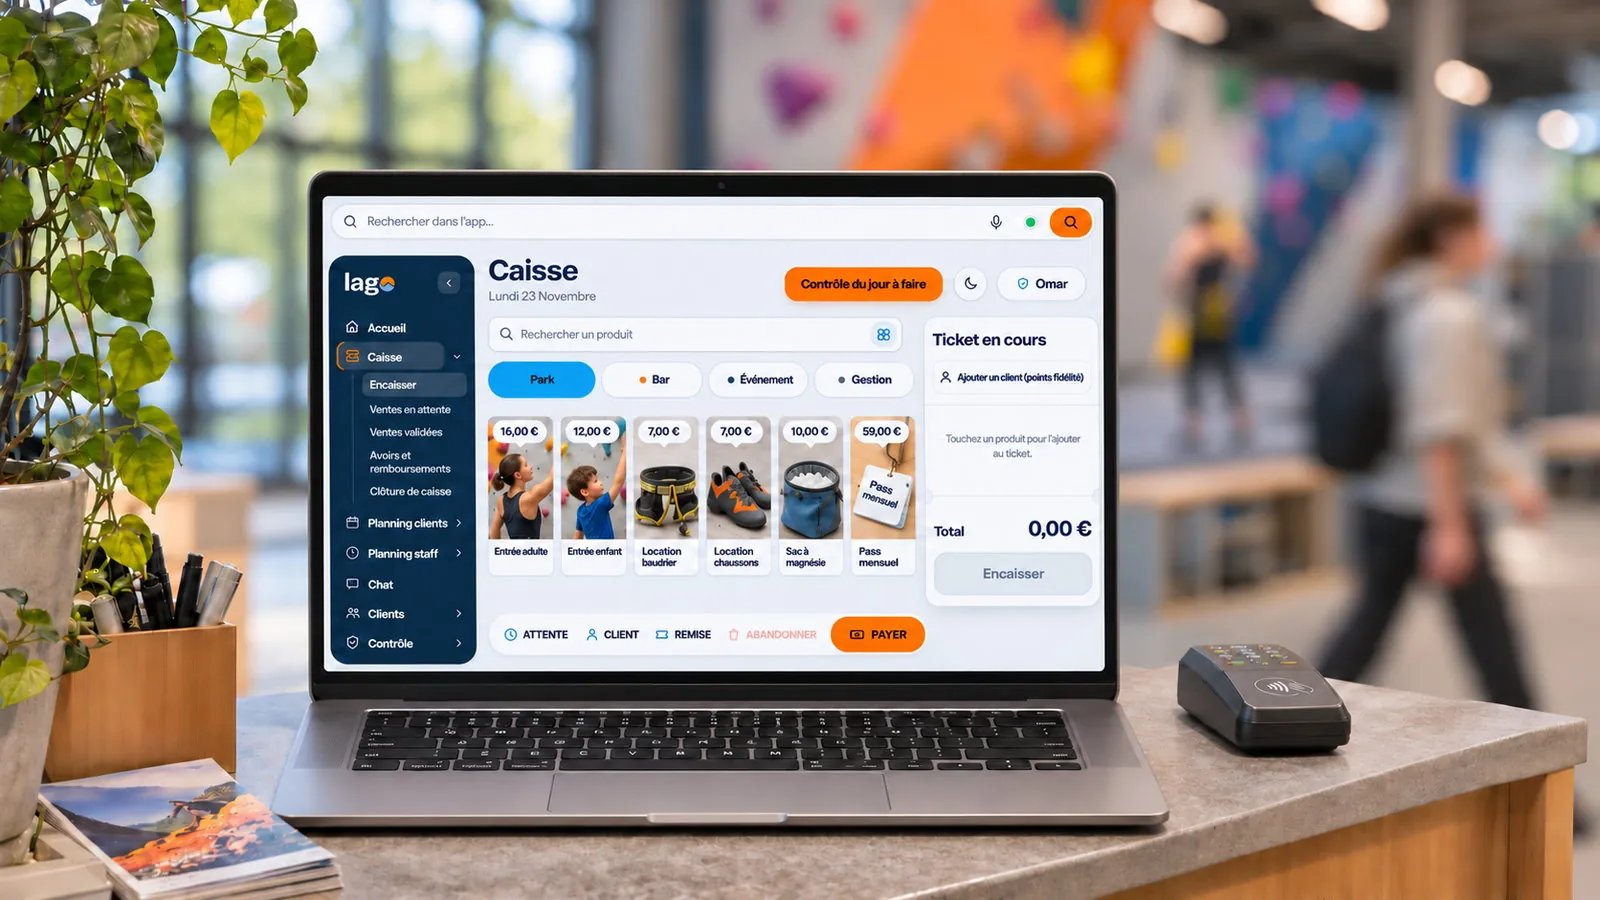 Rechercher dans l'app...
lago
Accueil
Caisse
Encaisser
Ventes en attente
Ventes validées
Avoirs et
remboursements
Clôture de caisse
Planning clients
Planning staff
Chat
Clients
Contrôle
Caisse
Lundi 23 Novembre
Contrôle du jour à faire
Omar
Rechercher un produit
Park
Bar
Événement
Gestion
16,00 €
12,00 €
7,00 €
7,00 €
10,00 €
59,00 €
Pass
mensuel
Entrée adulte
Entrée enfant
Location
baudrier
Location
chaussons
Sac à
magnésie
Pass
mensuel
ATTENTE
CLIENT
REMISE
ABANDONNER
PAYER
Ticket en cours
Ajouter un client (points fidélité)
Touchez un produit pour l'ajouter
au ticket.
Total
0,00 €
Encaisser